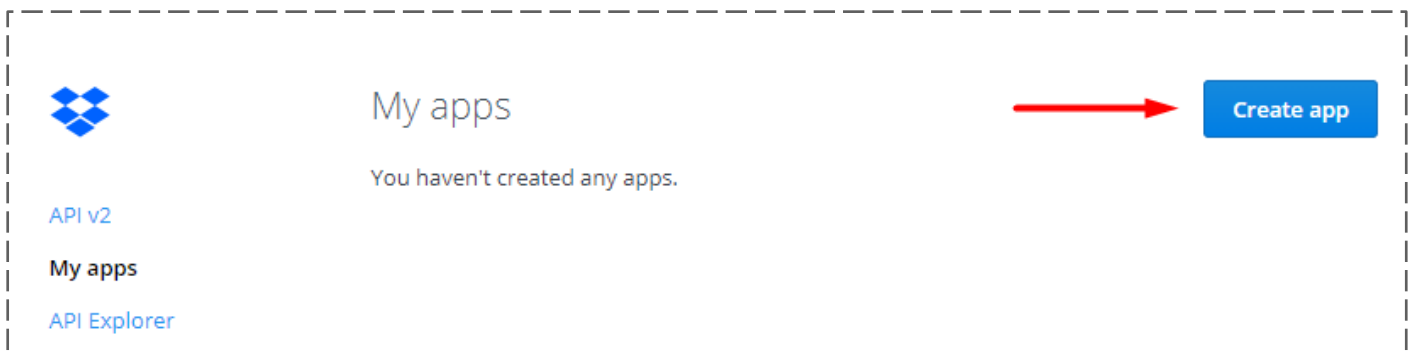 My apps
Create app
You haven't created any apps.
API v2
My apps
API Explorer